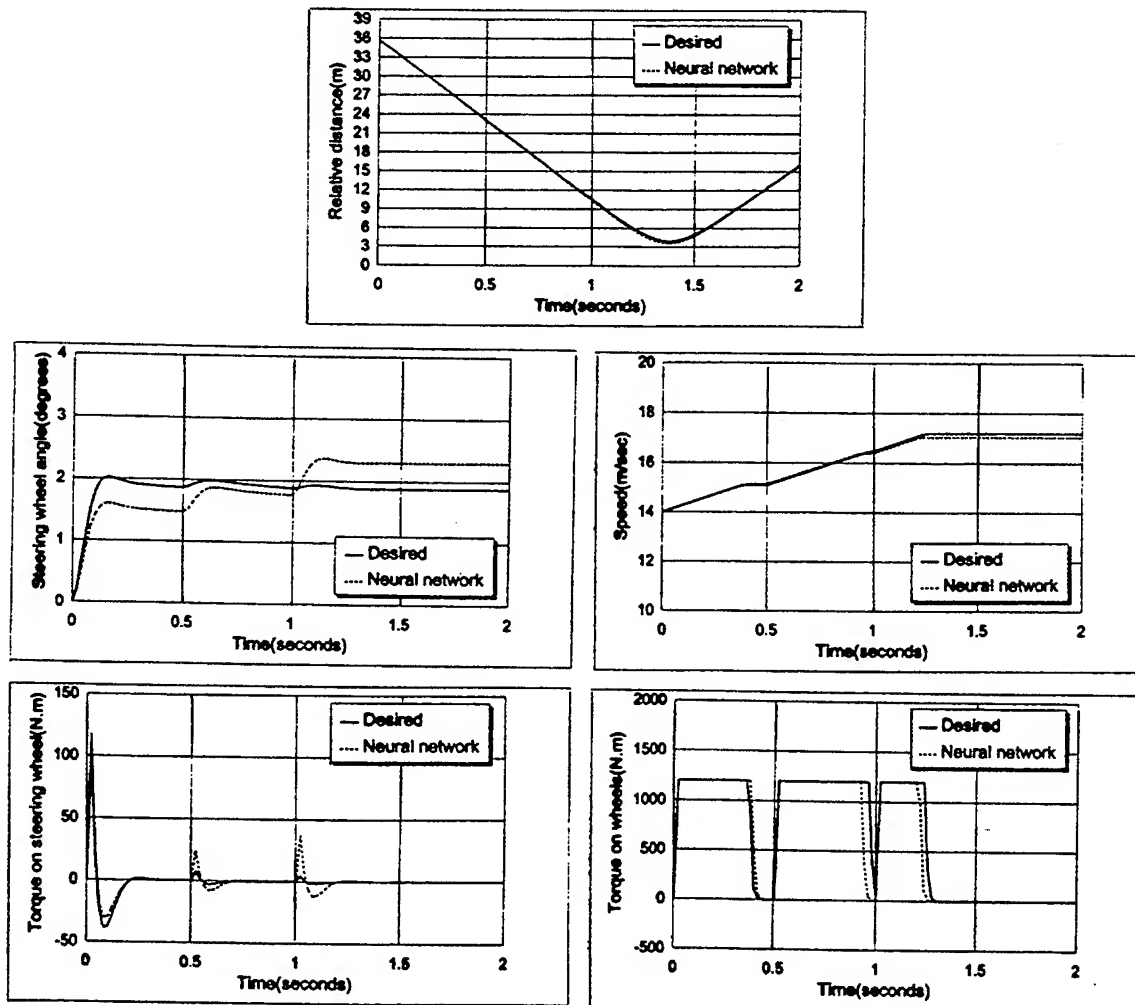 39
36
33
30
27
24
21
18
15
12
9
6
3
0
Relative distance(m)
Desired
Neural network
0 0.5 1 1.5 2
Time(seconds)
4
3
2
1
0
Steering wheel angle(degrees)
Desired
Neural network
0 0.5 1 1.5 2
Time(seconds)
20
18
16
14
12
10
Speed(m/sec)
Desired
Neural network
0 0.5 1 1.5 2
Time(seconds)
150
100
50
0
-50
Torque on steering wheel(N.m)
Desired
Neural network
0 0.5 1 1.5 2
Time(seconds)
2000
1500
1000
500
0
-500
Torque on wheels(N.m)
Desired
Neural network
0 0.5 1 1.5 2
Time(seconds)